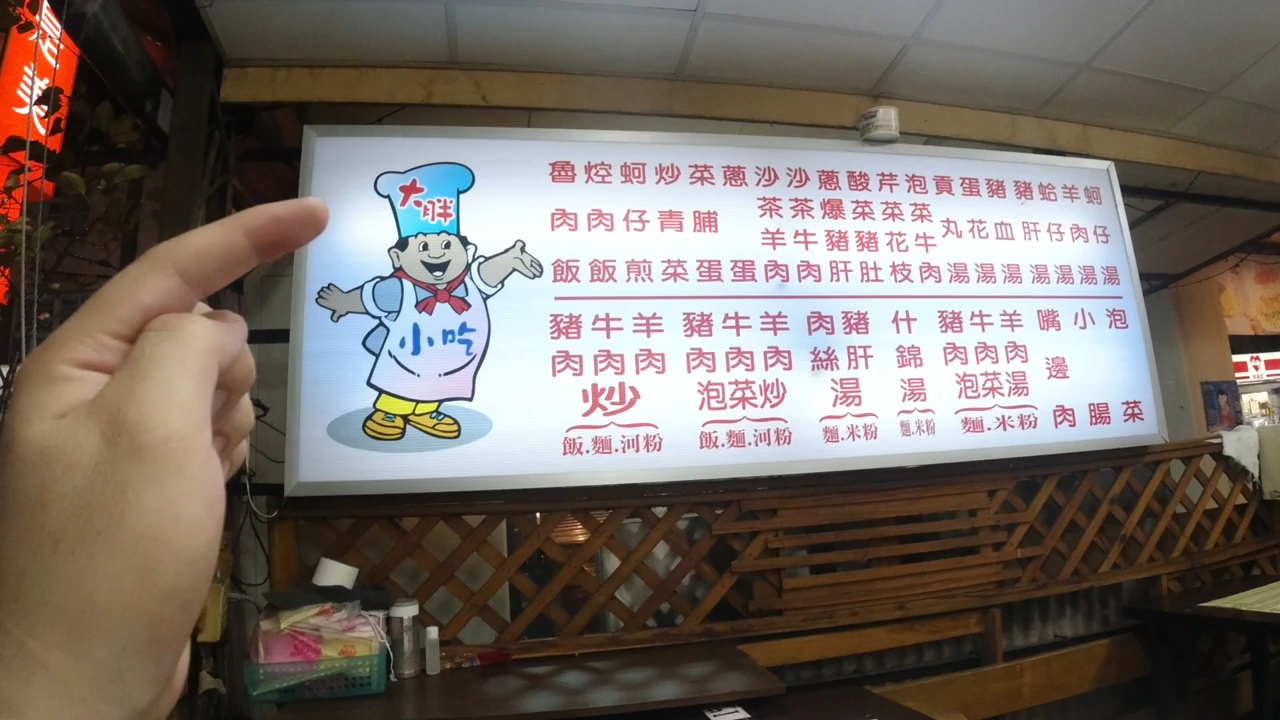 大胖
小吃
魯肉飯
焢肉飯
蚵仔煎
炒青菜
菜脯蛋
蔥蛋
沙茶羊肉
沙茶牛肉
蔥爆豬肝
酸菜豬肚
芹菜花枝
泡菜牛肉
貢丸湯
蛋花湯
豬血湯
豬肝湯
蛤仔湯
羊肉湯
蚵仔湯
豬肉 牛肉 羊肉
炒
飯.麵.河粉
豬肉 牛肉 羊肉
泡菜炒
飯.麵.河粉
肉絲 豬肝
湯
麵.米粉
什錦
湯
麵.米粉
豬肉 牛肉 羊肉
泡菜湯
麵.米粉
嘴邊肉
小腸
泡菜